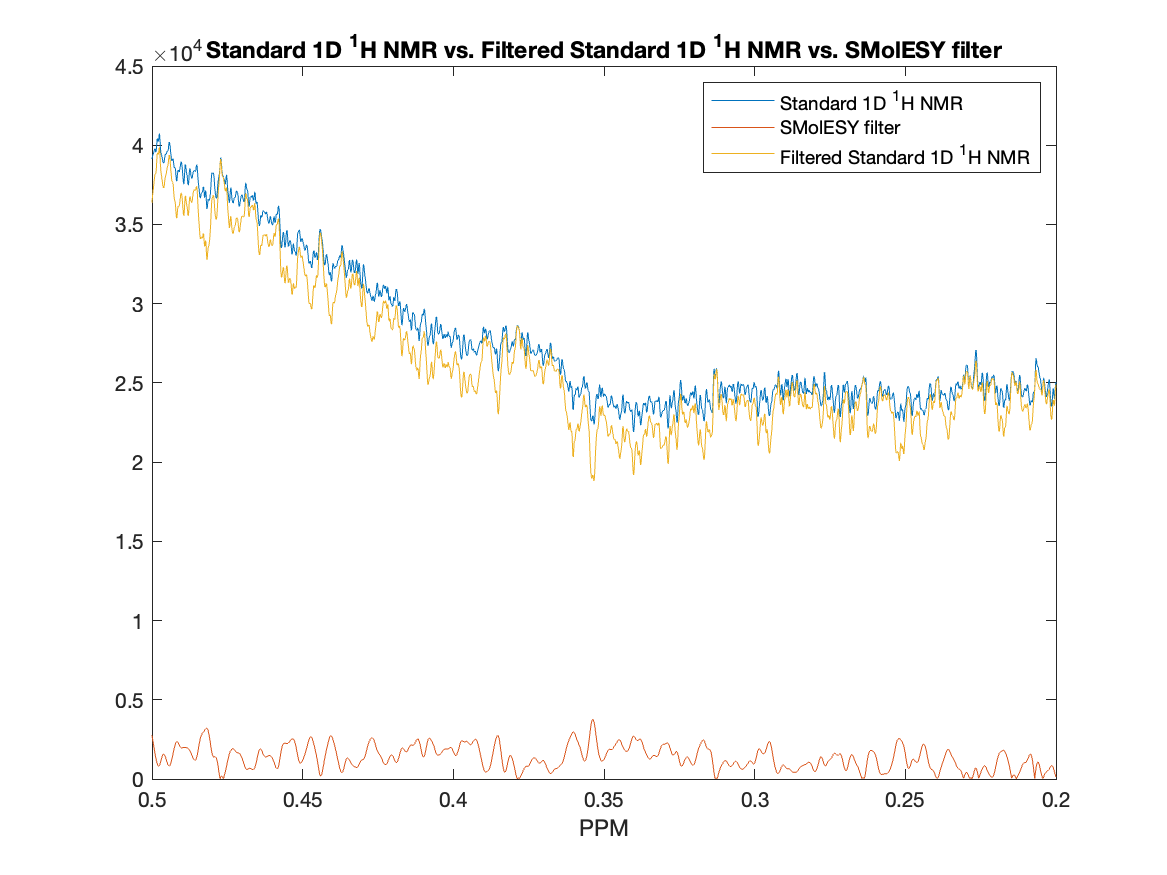 ×10⁴ Standard 1D ¹H NMR vs. Filtered Standard 1D ¹H NMR vs. SMolESY filter
Standard 1D ¹H NMR
SMolESY filter
Filtered Standard 1D ¹H NMR
4.5
4
3.5
3
2.5
2
1.5
1
0.5
0
0.5 0.45 0.4 0.35 0.3 0.25 0.2
PPM